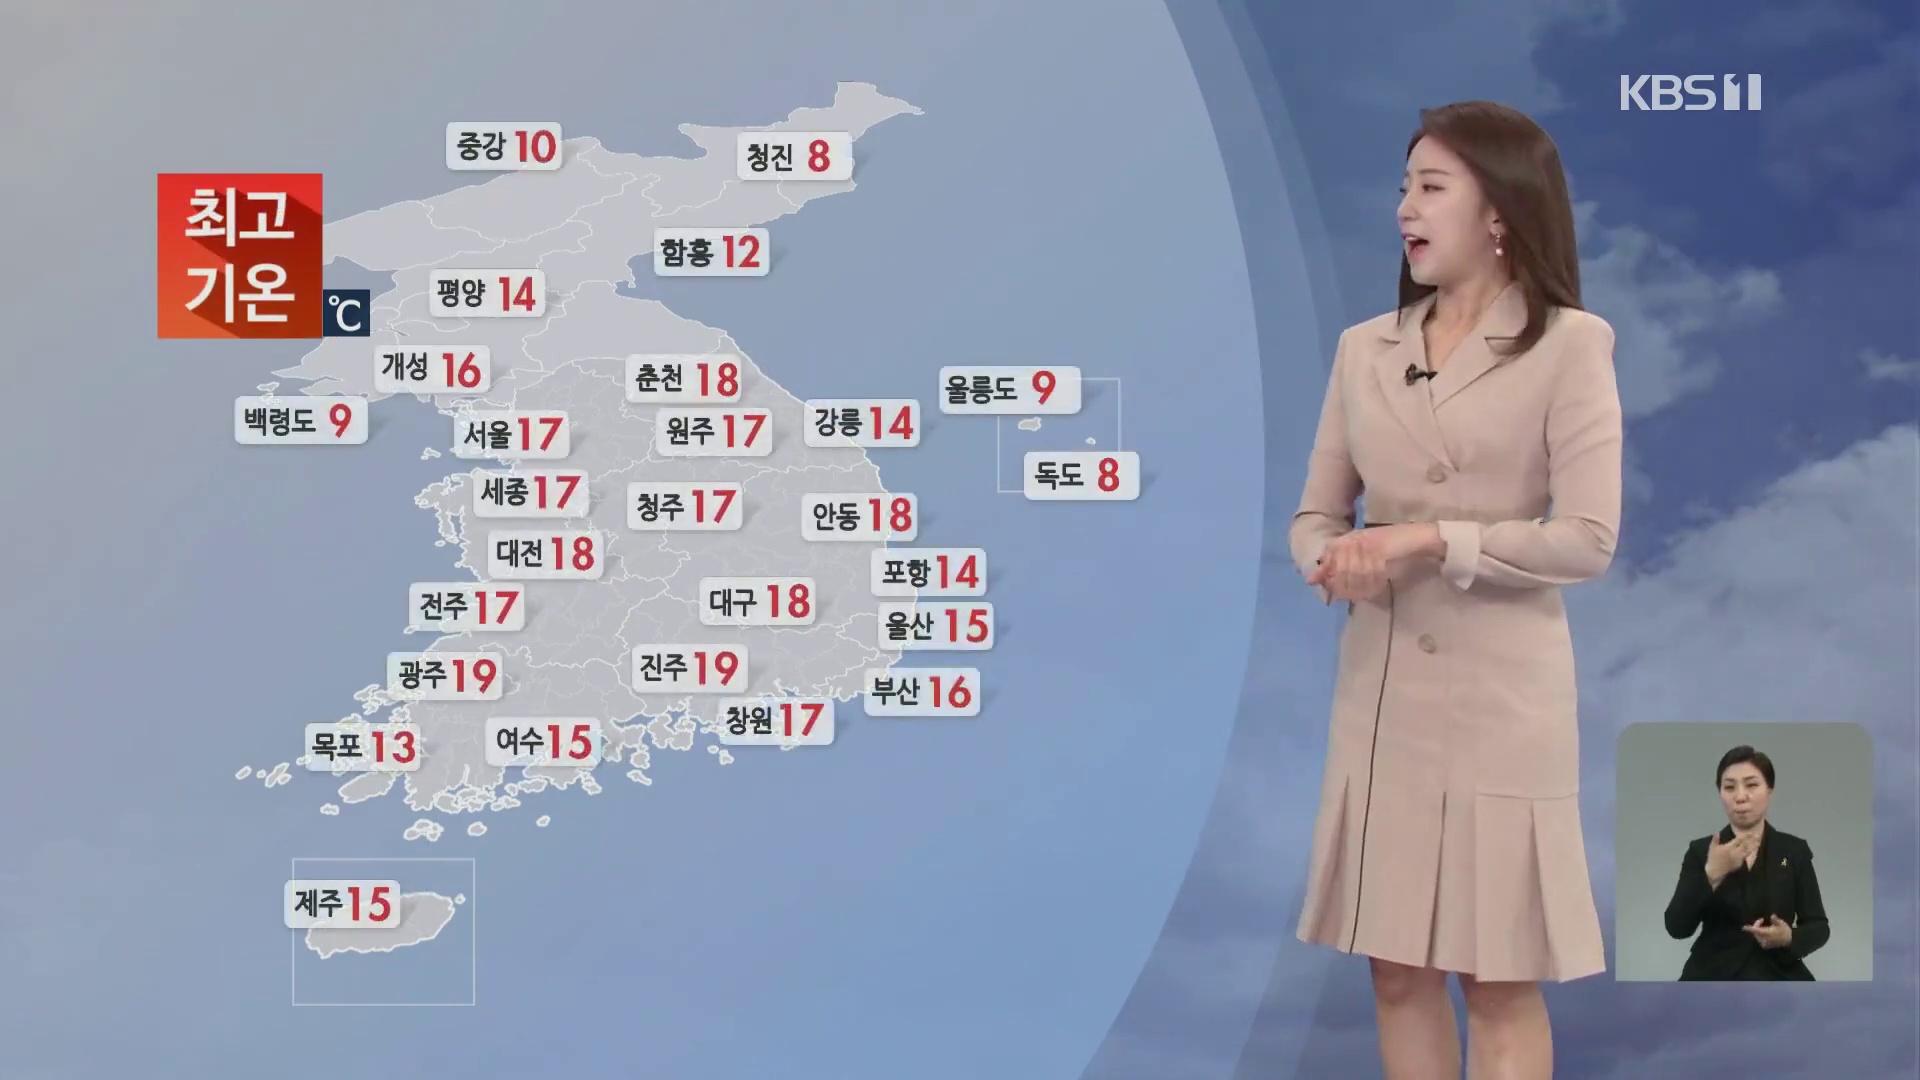 KBS 1
최고
기온
℃
중강 10
청진 8
함흥 12
평양 14
개성 16
춘천 18
울릉도 9
백령도 9
서울 17
원주 17
강릉 14
독도 8
세종 17
청주 17
안동 18
대전 18
포항 14
전주 17
대구 18
울산 15
광주 19
진주 19
부산 16
창원 17
목포 13
여수 15
제주 15